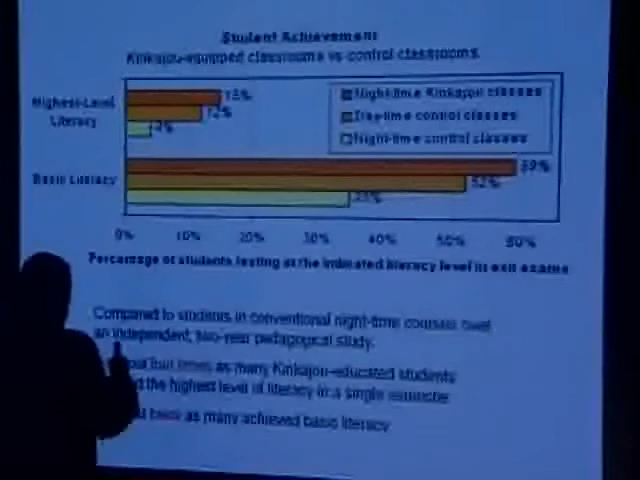 Student Achievement
Kinkajou-equipped classrooms vs control classrooms
Night-time Kinkajou classes
Highest-Level
Literacy
12%
Day-time control classes
4%
Night-time control classes
Basic Literacy
52%
0% 10% 20% 30% 40% 50% 60%
Percentage of students testing at the indicated literacy level in exit exams
Compared to students in conventional night-time courses over
an independent, two-year pedagogical study.
four times as many Kinkajou-educated students
the highest level of literacy in a single semester
twice as many achieved basic literacy